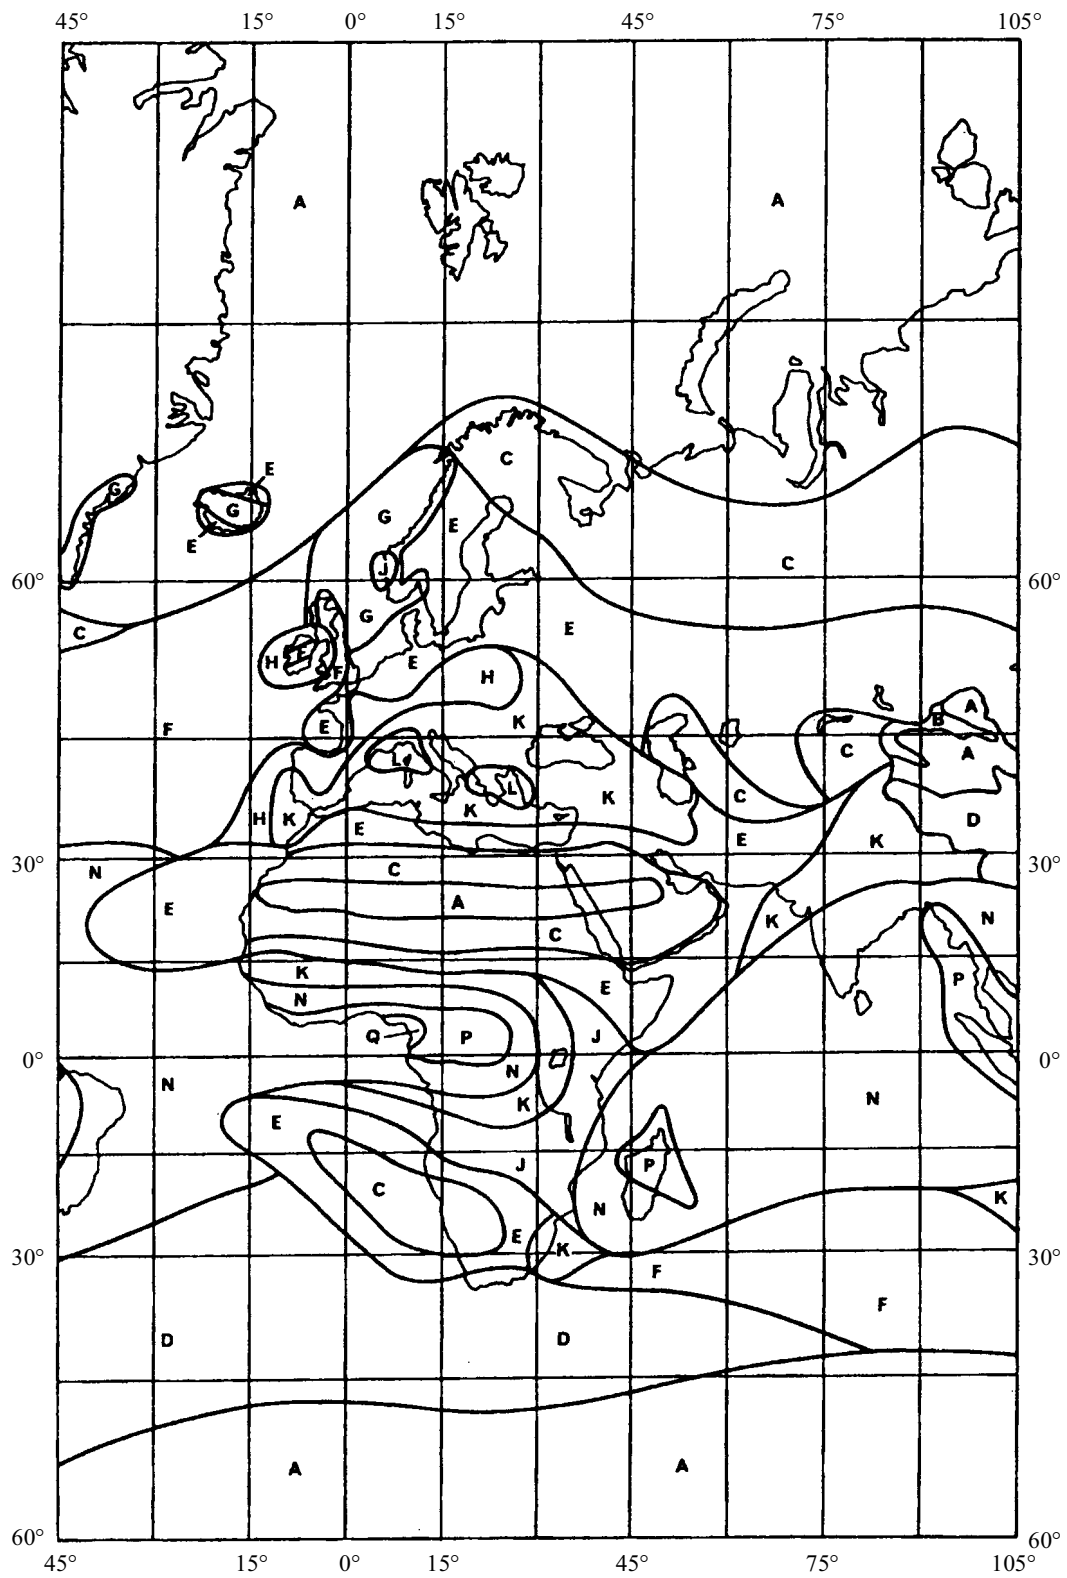 45° 15° 0° 15° 45° 75° 105°
A A
C
E
G G
G E
E J
60° C 60°
G
C E
H E F E H
F E K B A
C A
L L
H K E K K C E K D
30° 30°
N C
E A K N
C
K E P
N
Q P J
0° 0°
N N N
K
E
J P
C N K
E K
30° 30°
F
F
D D
A A
60° 60°
45° 15° 0° 15° 45° 75° 105°